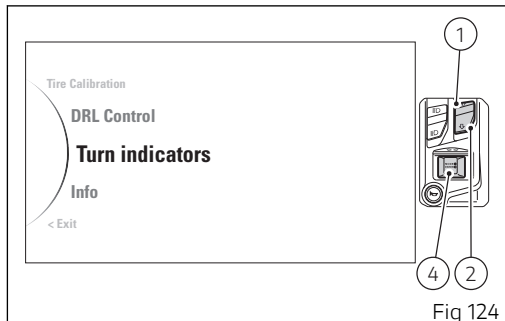 1
Tire Calibration
DRL Control
Turn indicators
Info
< Exit
4
2
Fig 124